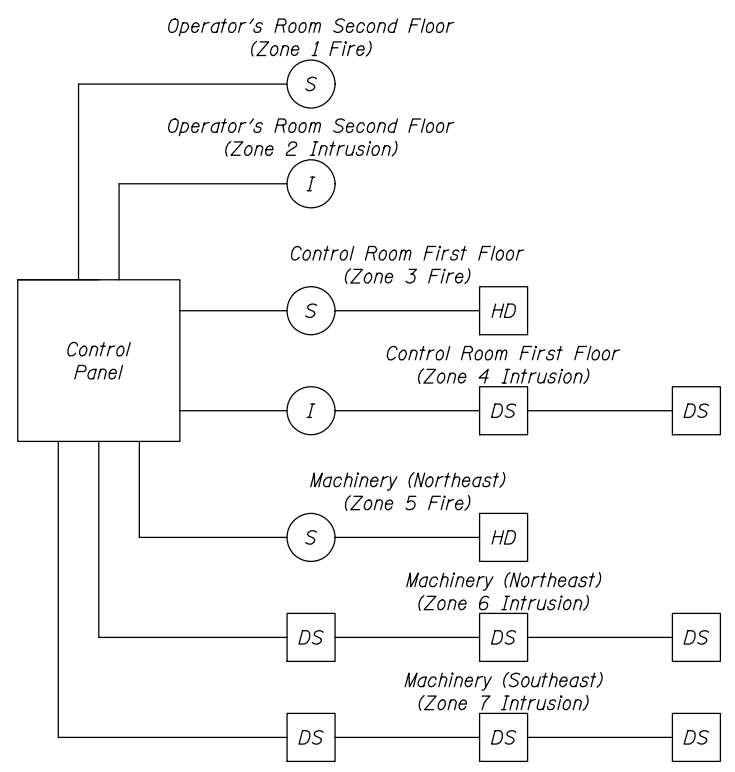 Operator's Room Second Floor
(Zone 1 Fire)
S
Operator's Room Second Floor
(Zone 2 Intrusion)
I
Control Room First Floor
(Zone 3 Fire)
S
HD
Control
Panel
Control Room First Floor
(Zone 4 Intrusion)
I
DS
DS
Machinery (Northeast)
(Zone 5 Fire)
S
HD
Machinery (Northeast)
(Zone 6 Intrusion)
DS
DS
DS
Machinery (Southeast)
(Zone 7 Intrusion)
DS
DS
DS